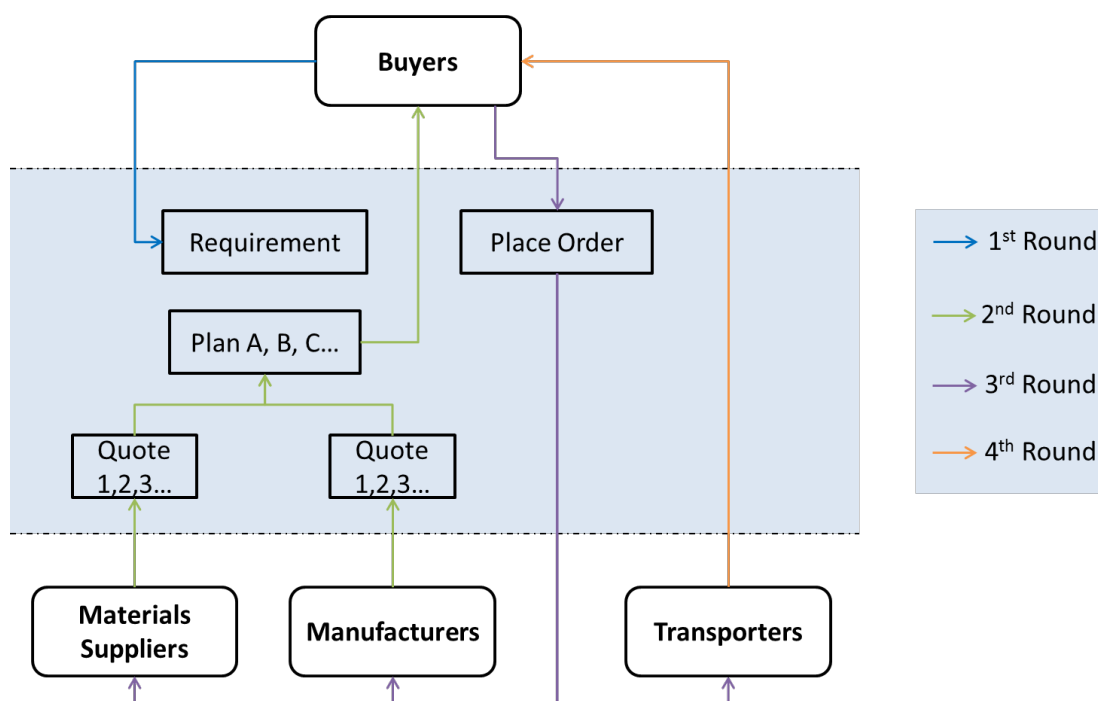 Buyers
Requirement
Place Order
1st Round
Plan A, B, C...
2nd Round
3rd Round
Quote
1,2,3...
Quote
1,2,3...
4th Round
Materials
Suppliers
Manufacturers
Transporters